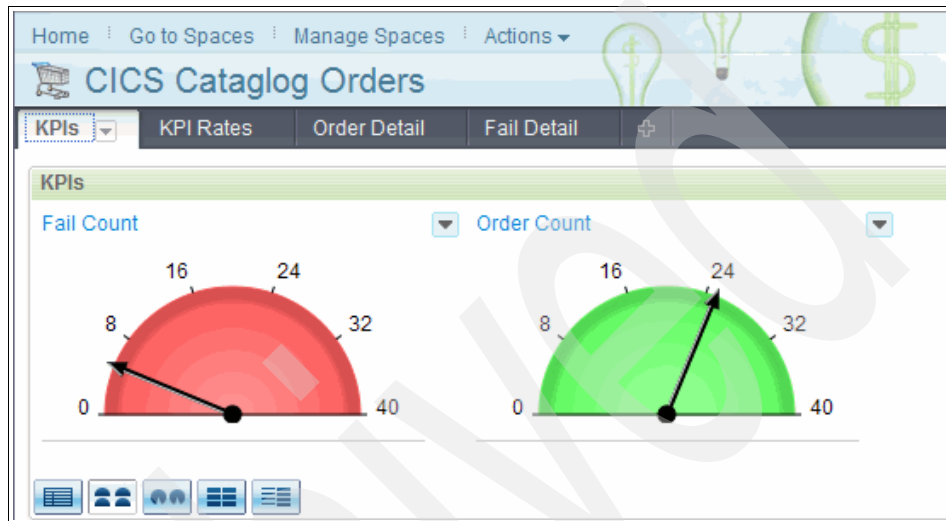 Home Go to Spaces Manage Spaces Actions
CICS Cataglog Orders
KPIs KPI Rates Order Detail Fail Detail
KPIs
Fail Count Order Count
16 24 16 24
8 32 8 32
0 40 0 40